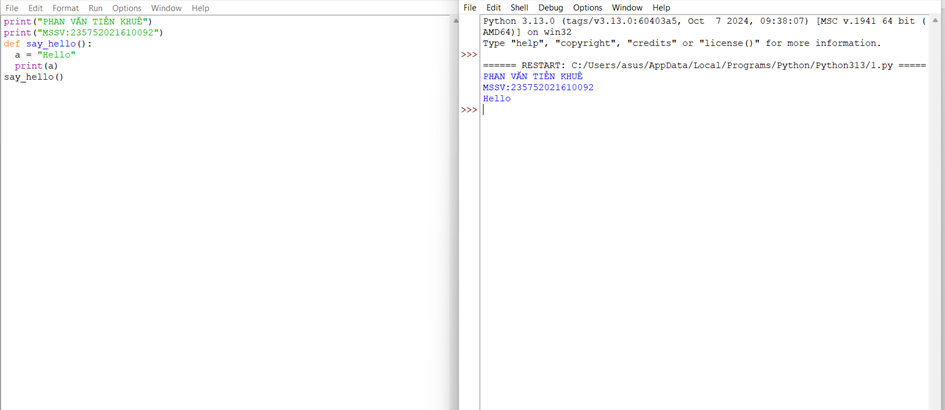 File Edit Format Run Options Window Help
print("PHAN VĂN TIẾN KHUÊ")
print("MSSV:235752021610092")
def say_hello():
  a = "Hello"
  print(a)
say_hello()
File Edit Shell Debug Options Window Help
Python 3.13.0 (tags/v3.13.0:60403a5, Oct  7 2024, 09:38:07) [MSC v.1941 64 bit (
AMD64)] on win32
Type "help", "copyright", "credits" or "license()" for more information.
>>>
====== RESTART: C:/Users/asus/AppData/Local/Programs/Python/Python313/1.py =====
PHAN VĂN TIẾN KHUÊ
MSSV:235752021610092
Hello
>>>